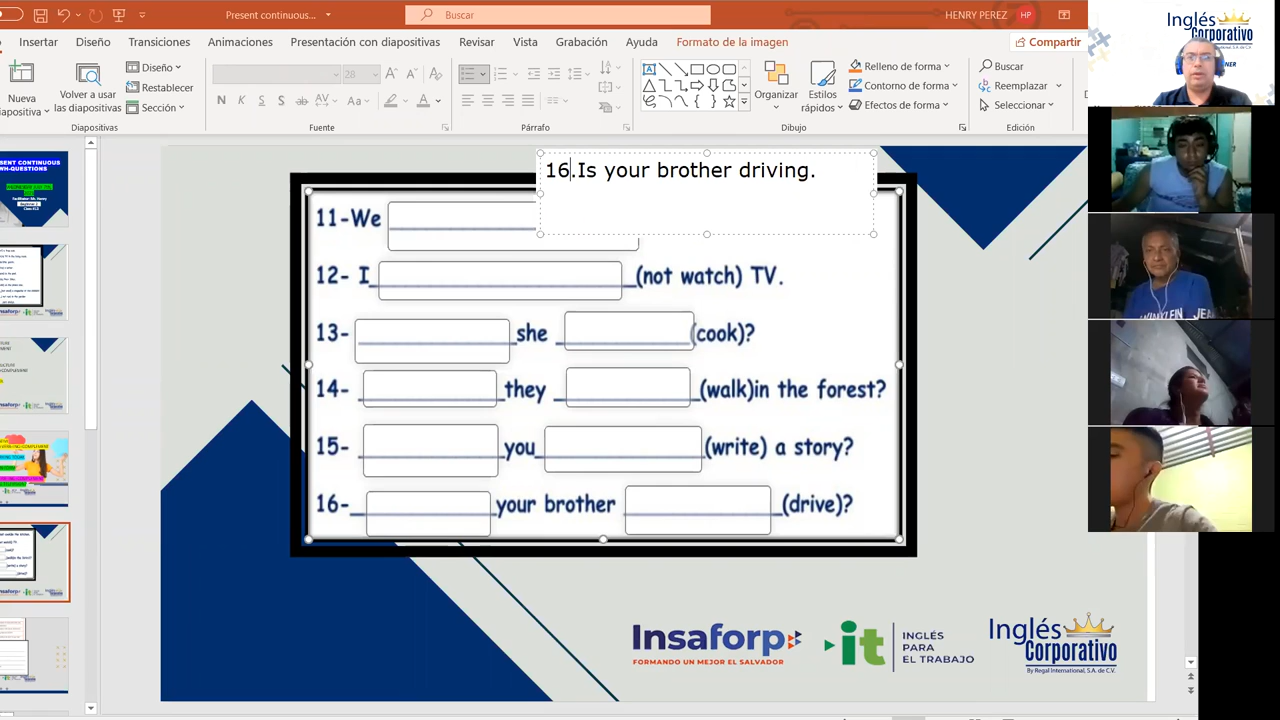 Present continuous...
Buscar
HENRY PEREZ
HP
Insertar
Diseño
Transiciones
Animaciones
Presentación con diapositivas
Revisar
Vista
Grabación
Ayuda
Formato de la imagen
Compartir
Nueva
diapositiva
Volver a usar
las diapositivas
Diseño
Restablecer
Sección
28
N
K
S
S
ab
AV
Aa
A
Organizar
Estilos
rápidos
Relleno de forma
Contorno de forma
Efectos de forma
Buscar
Reemplazar
Seleccionar
Diapositivas
Fuente
Párrafo
Dibujo
Edición
Inglés
Corporativo
16.Is your brother driving.
11-We
12- I (not watch) TV.
13- she (cook)?
14- they (walk)in the forest?
15- you (write) a story?
16- your brother (drive)?
Insaforp
FORMANDO UN MEJOR EL SALVADOR
it
INGLÉS
PARA
EL TRABAJO
Inglés
Corporativo
By Regal International, S.A. de C.V.